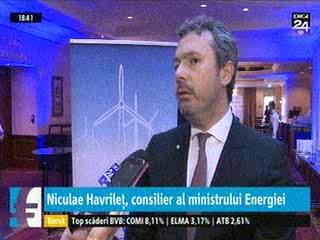 18:41
DIGI
24
HD
Niculae Havrileț, consilier al ministrului Energiei
Bursă Top scăderi BVB: COMI 8,11% | ELMA 3,17% | ATB 2,61%